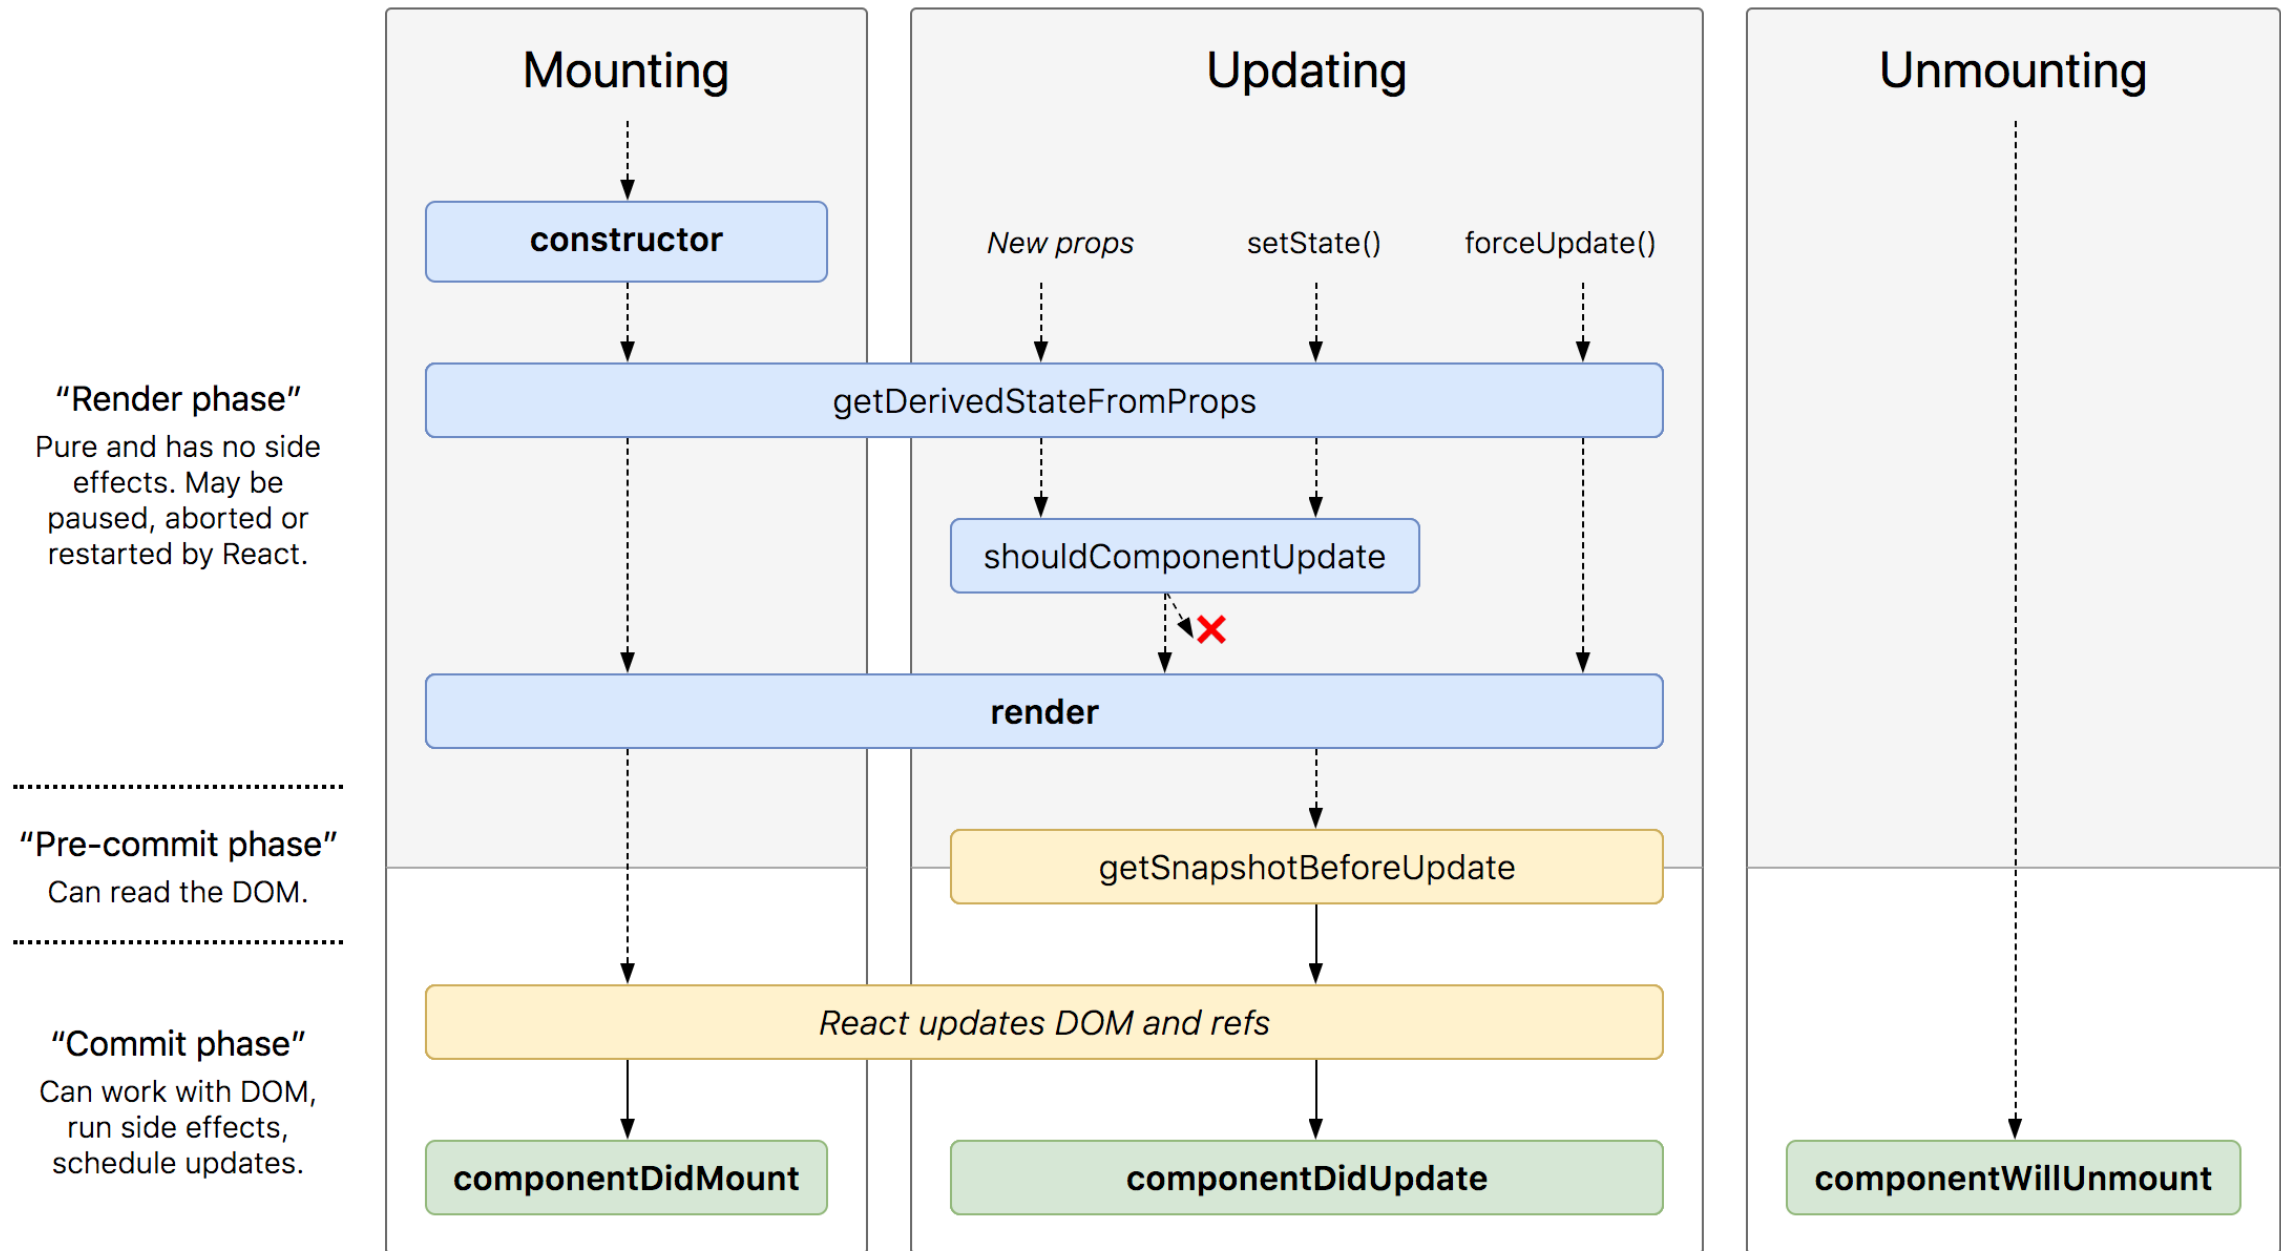 Mounting
Updating
Unmounting
constructor
New props
setState()
forceUpdate()
“Render phase”
Pure and has no side
effects. May be
paused, aborted or
restarted by React.
getDerivedStateFromProps
shouldComponentUpdate
render
“Pre-commit phase”
Can read the DOM.
getSnapshotBeforeUpdate
“Commit phase”
Can work with DOM,
run side effects,
schedule updates.
React updates DOM and refs
componentDidMount
componentDidUpdate
componentWillUnmount